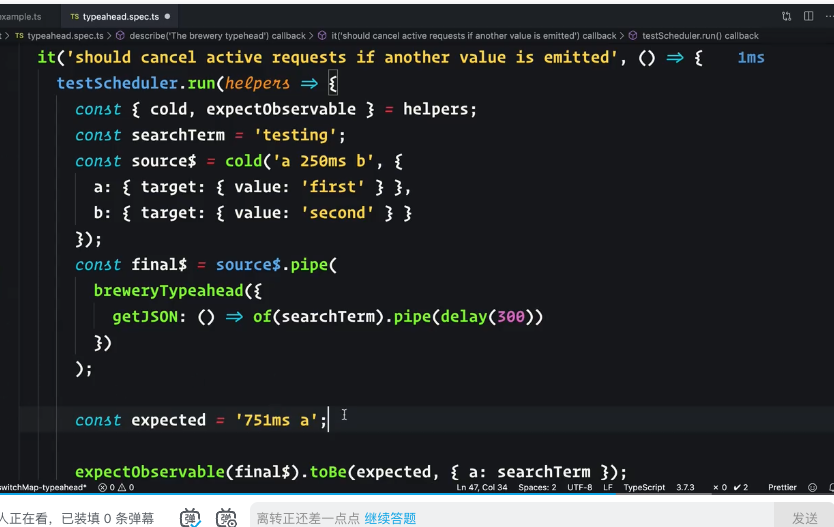 example.ts
TS typeahead.spec.ts ●
t > TS typeahead.spec.ts > describe('The brewery typehead') callback > it('should cancel active requests if another value is emitted') callback > testScheduler.run() callback
it('should cancel active requests if another value is emitted', () => { 1ms
testScheduler.run(helpers => {
const { cold, expectObservable } = helpers;
const searchTerm = 'testing';
const source$ = cold('a 250ms b', {
a: { target: { value: 'first' } },
b: { target: { value: 'second' } }
});
const final$ = source$.pipe(
breweryTypeahead({
getJSON: () => of(searchTerm).pipe(delay(300))
})
);
const expected = '751ms a';
expectObservable(final$).toBe(expected, { a: searchTerm });
switchMap-typeahead* 0 0 Ln 47, Col 34 Spaces: 2 UTF-8 LF TypeScript 3.7.3 × 0 ✔ 2 Prettier
人正在看，已装填 0 条弹幕 弹 弹 离转正还差一点点 继续答题 发送